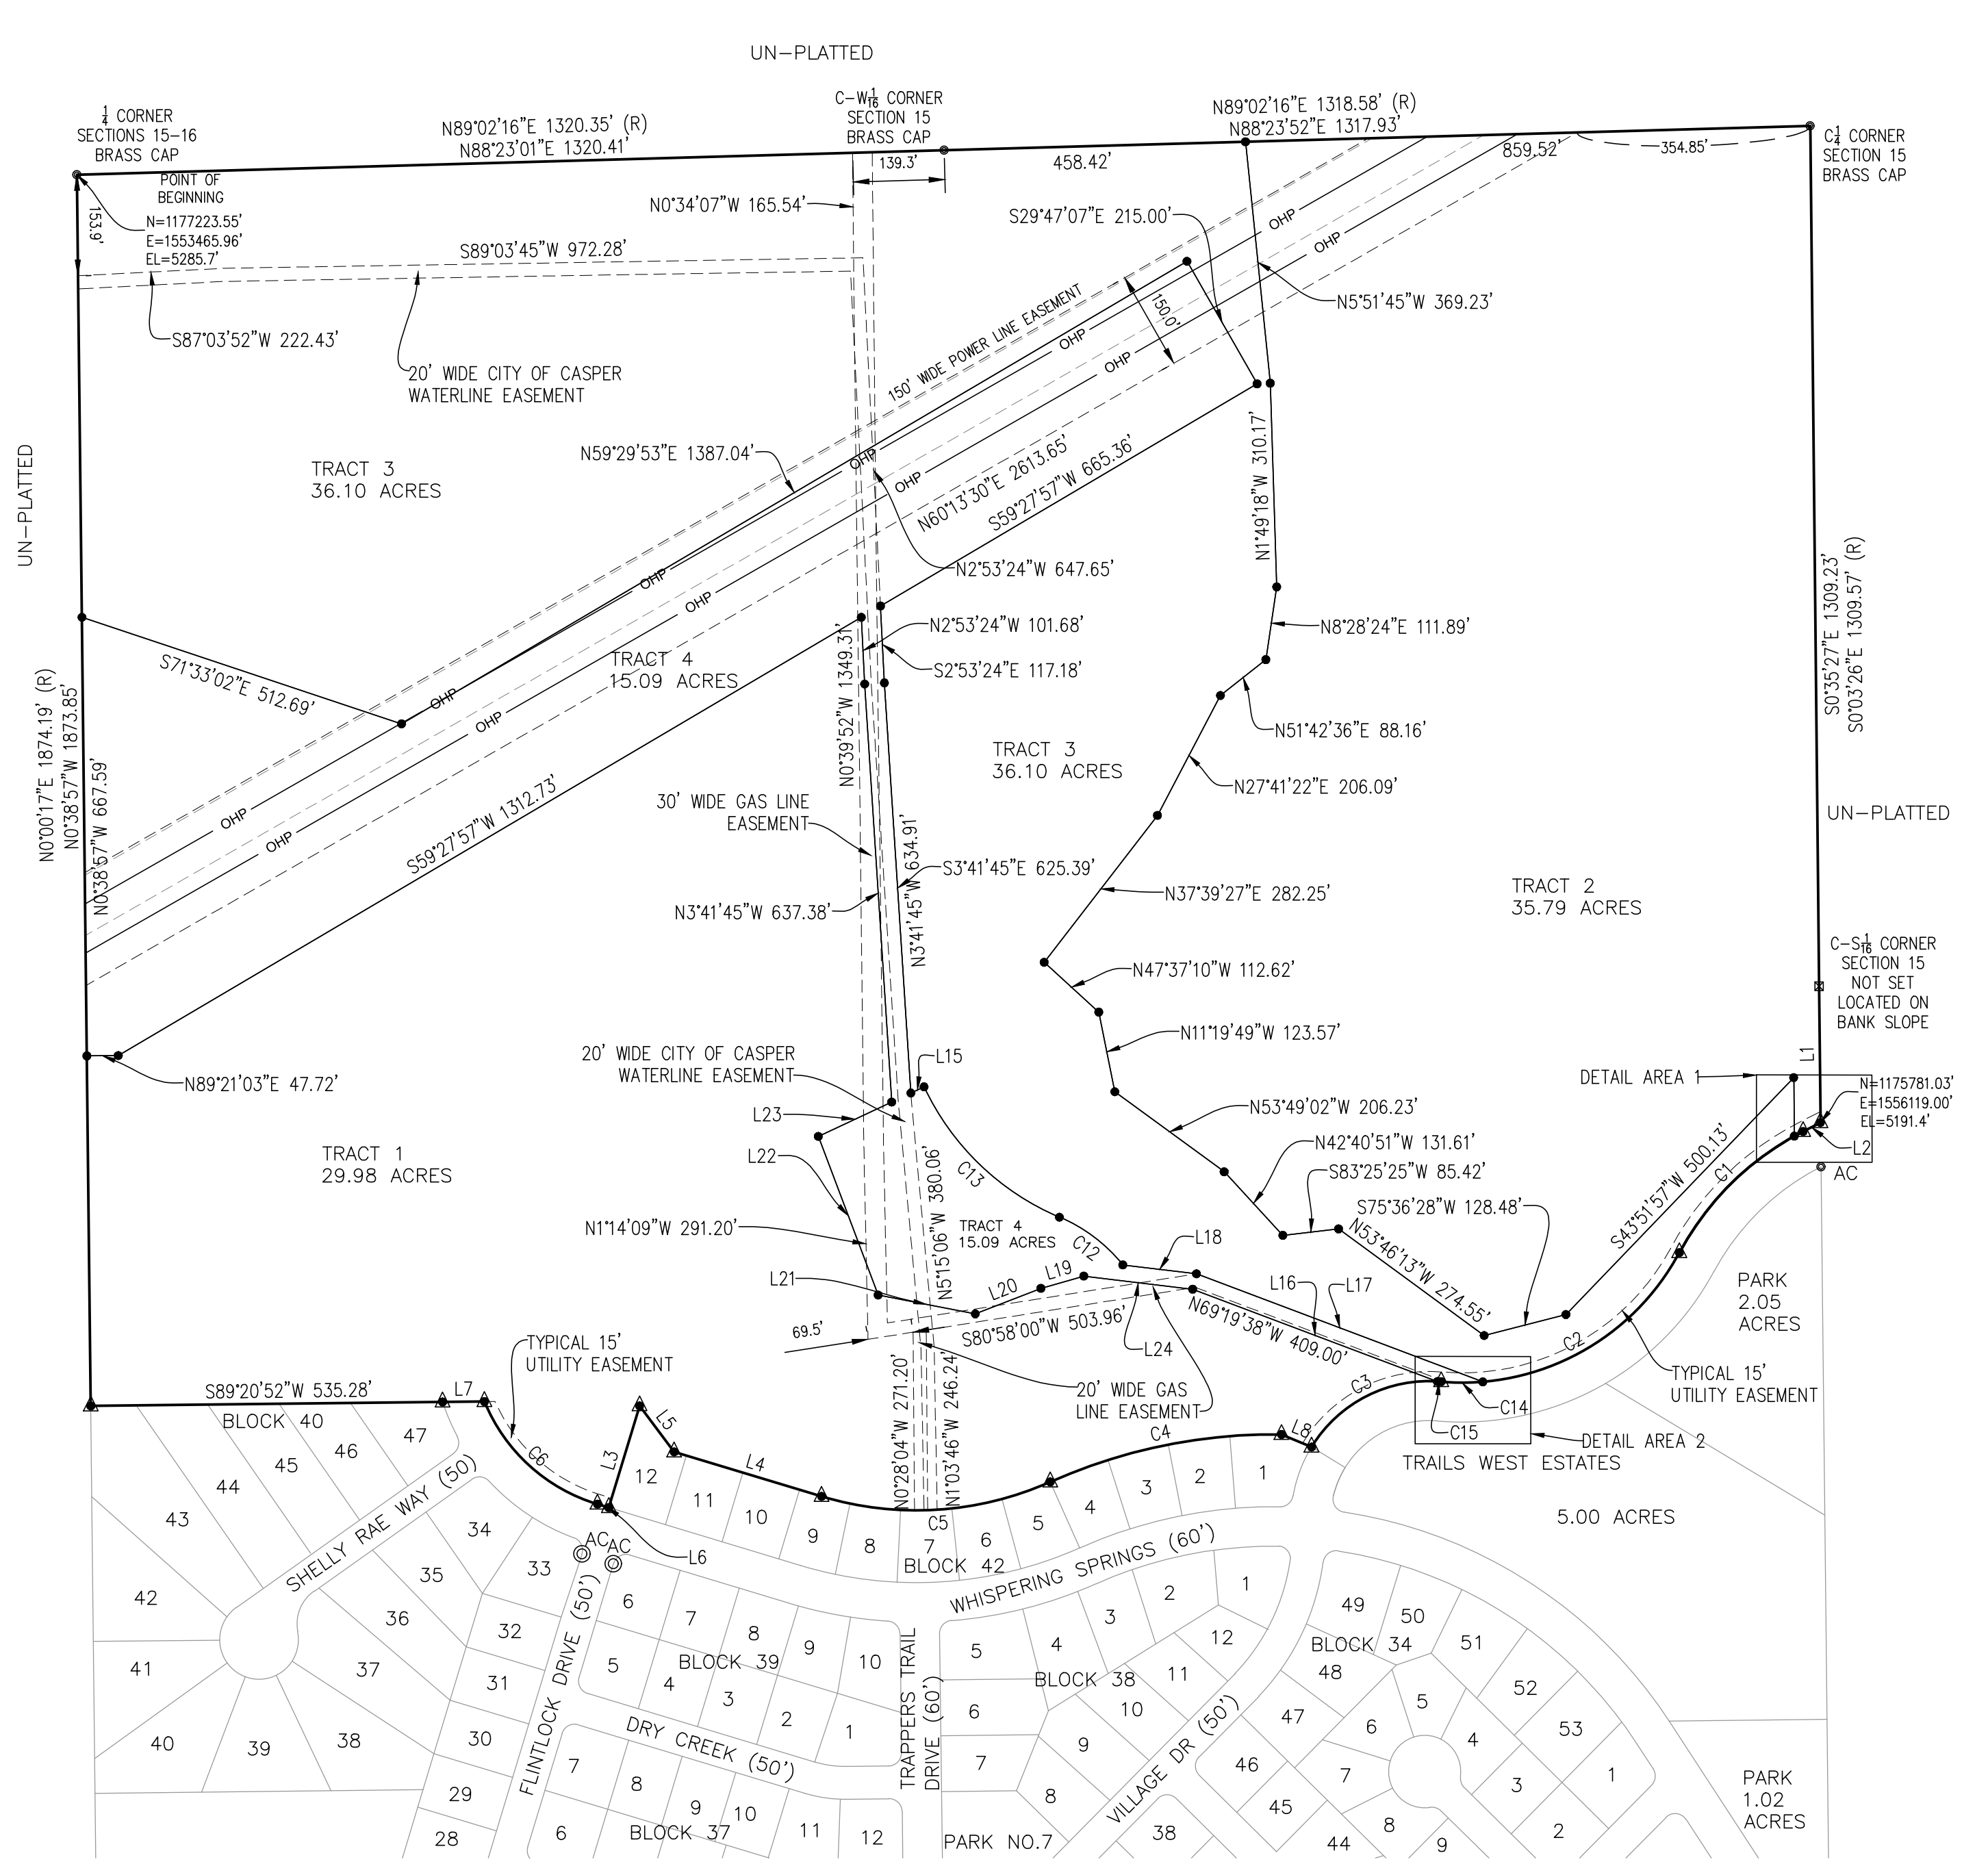 UN-PLATTED
1/4 CORNER
SECTIONS 15-16
BRASS CAP
N89°02'16"E 1320.35' (R)
N88°23'01"E 1320.41'
C-W1/16 CORNER
SECTION 15
BRASS CAP
N89°02'16"E 1318.58' (R)
N88°23'52"E 1317.93'
C1/4 CORNER
SECTION 15
BRASS CAP
139.3'
458.42'
859.52'
354.85'
POINT OF
BEGINNING
N=1177223.55'
E=1553465.96'
EL=5285.7'
153.9'
N0°34'07"W 165.54'
S29°47'07"E 215.00'
S89°03'45"W 972.28'
S87°03'52"W 222.43'
20' WIDE CITY OF CASPER
WATERLINE EASEMENT
150' WIDE POWER LINE EASEMENT
150.0'
N5°51'45"W 369.23'
OHP
OHP
OHP
OHP
OHP
OHP
OHP
OHP
OHP
OHP
OHP
OHP
UN-PLATTED
TRACT 3
36.10 ACRES
N59°29'53"E 1387.04'
N60°13'30"E 2613.65'
S59°27'57"W 665.36'
N1°49'18"W 310.17'
N2°53'24"W 647.65'
N2°53'24"W 101.68'
S2°53'24"E 117.18'
N8°28'24"E 111.89'
S0°35'27"E 1309.23'
S0°03'26"E 1309.57' (R)
S71°33'02"E 512.69'
TRACT 4
15.09 ACRES
N0°39'52"W 1349.31'
N0°00'17"E 1874.19' (R)
N0°38'57"W 1873.85'
N0°38'57"W 667.59'
TRACT 3
36.10 ACRES
N51°42'36"E 88.16'
N27°41'22"E 206.09'
S59°27'57"W 1312.73'
30' WIDE GAS LINE
EASEMENT
S3°41'45"E 625.39'
N3°41'45"W 634.91'
N3°41'45"W 637.38'
N37°39'27"E 282.25'
TRACT 2
35.79 ACRES
UN-PLATTED
N47°37'10"W 112.62'
C-S1/16 CORNER
SECTION 15
NOT SET
LOCATED ON
BANK SLOPE
N11°19'49"W 123.57'
20' WIDE CITY OF CASPER
WATERLINE EASEMENT
L15
N89°21'03"E 47.72'
DETAIL AREA 1
L1
N=1175781.03'
E=1556119.00'
EL=5191.4'
L2
AC
L23
L22
N53°49'02"W 206.23'
N42°40'51"W 131.61'
S83°25'25"W 85.42'
S75°36'28"W 128.48'
S43°51'57"W 500.13'
C1
TRACT 1
29.98 ACRES
C13
N5°15'06"W 380.06'
N1°14'09"W 291.20'
TRACT 4
15.09 ACRES
C12
L18
N53°46'13"W 274.55'
L21
L20
L19
L16
L17
PARK
2.05
ACRES
69.5'
S80°58'00"W 503.96'
N69°19'38"W 409.00'
L24
C2
TYPICAL 15'
UTILITY EASEMENT
TYPICAL 15'
UTILITY EASEMENT
S89°20'52"W 535.28'
L7
BLOCK 40
20' WIDE GAS
LINE EASEMENT
C3
C14
C15
DETAIL AREA 2
TRAILS WEST ESTATES
N0°28'04"W 271.20'
N1°03'46"W 246.24'
L5
L3
L4
C6
C4
L8
C5
L6
AC
AC
47
46
45
44
43
42
41
40
39
38
37
36
35
34
33
32
31
30
29
28
SHELLY RAE WAY (50)
12
11
10
9
8
7
6
5
4
3
2
1
BLOCK 42
5.00 ACRES
WHISPERING SPRINGS (60')
FLINTLOCK DRIVE (50')
6
7
8
9
10
BLOCK 39
5
4
3
2
1
DRY CREEK (50')
TRAPPERS TRAIL
DRIVE (60')
7
8
9
10
11
12
6
BLOCK 37
5
4
3
2
1
12
BLOCK 38
11
10
6
7
9
8
PARK NO.7
VILLAGE DR (50')
49
50
51
BLOCK 34
48
52
53
47
46
45
44
38
5
6
4
7
3
1
8
9
2
PARK
1.02
ACRES